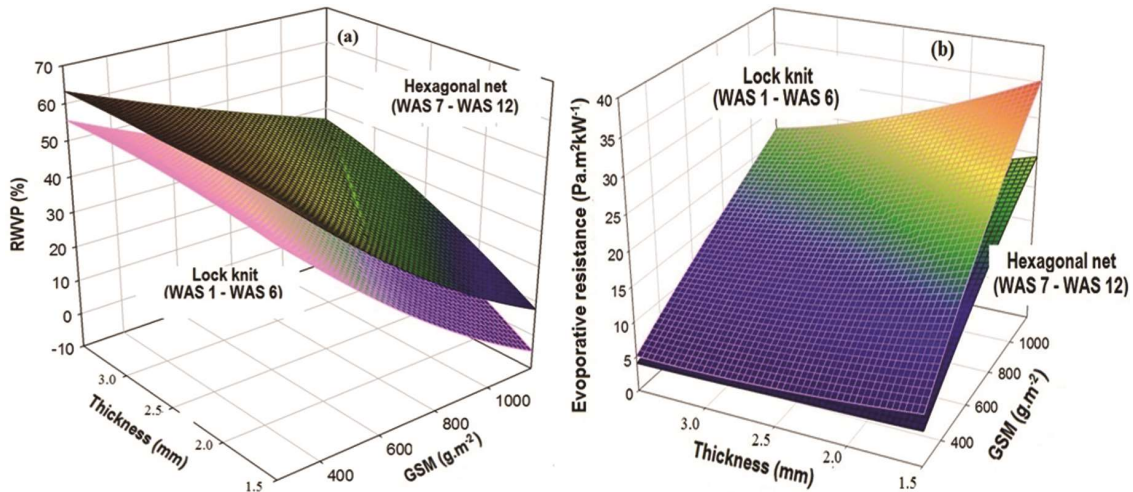 (a)
Hexagonal net
(WAS 7 - WAS 12)
Lock knit
(WAS 1 - WAS 6)
RWVP (%)
70
60
50
40
30
20
10
0
-10
3.0
2.5
2.0
1.5
Thickness (mm)
400
600
800
1000
GSM (g.m-²)
(b)
Lock knit
(WAS 1 - WAS 6)
Hexagonal net
(WAS 7 - WAS 12)
Evoporative resistance (Pa.m²kW⁻¹)
40
35
30
25
20
15
10
5
0
3.0
2.5
2.0
1.5
Thickness (mm)
400
600
800
1000
GSM (g.m-²)